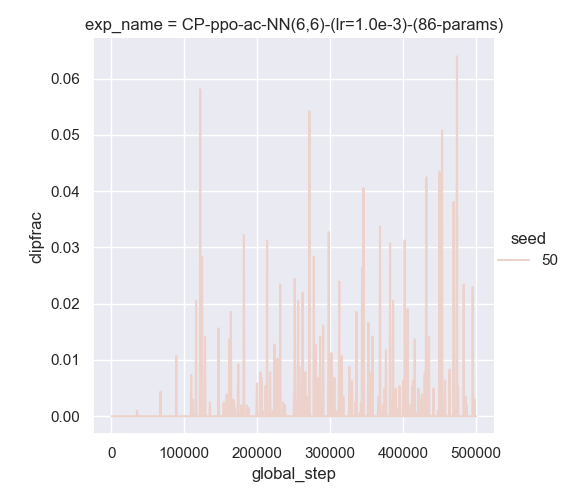 exp_name = CP-ppo-ac-NN(6,6)-(lr=1.0e-3)-(86-params)
0.06
0.05
0.04
0.03
0.02
0.01
0.00
clipfrac
0 100000 200000 300000 400000 500000
global_step
seed
50